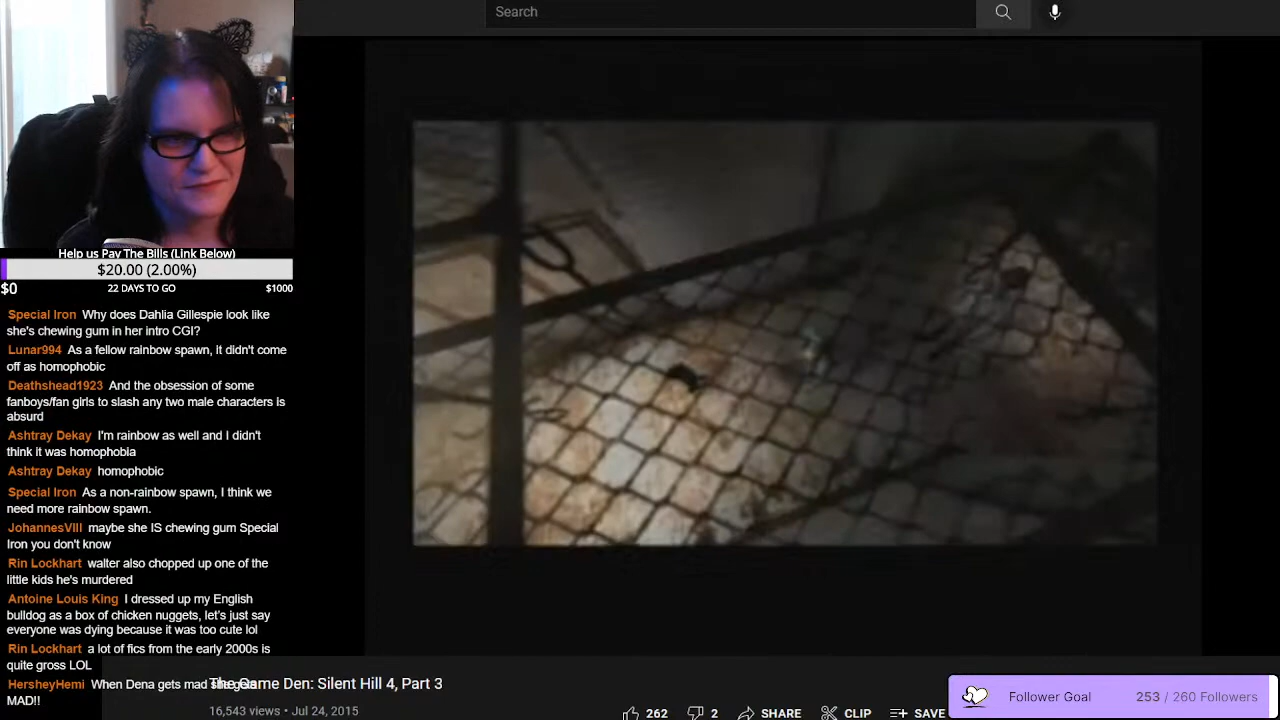 Search
Help us Pay The Bills (Link Below)
$20.00 (2.00%)
$0
22 DAYS TO GO
$1000
Special Iron Why does Dahlia Gillespie look like
she's chewing gum in her intro CGI?
Lunar994 As a fellow rainbow spawn, it didn't come
off as homophobic
Deathshead1923 And the obsession of some
fanboys/fan girls to slash any two male characters is
absurd
Ashtray Dekay I'm rainbow as well and I didn't
think it was homophobia
Ashtray Dekay homophobic
Special Iron As a non-rainbow spawn, I think we
need more rainbow spawn.
JohannesVIII maybe she IS chewing gum Special
Iron you don't know
Rin Lockhart walter also chopped up one of the
little kids he's murdered
Antoine Louis King I dressed up my English
bulldog as a box of chicken nuggets, let's just say
everyone was dying because it was too cute lol
Rin Lockhart a lot of fics from the early 2000s is
quite gross LOL
HersheyHemi When Dena gets mad she gets
MAD!!
The Game Den: Silent Hill 4, Part 3
16,543 views • Jul 24, 2015
262
2
SHARE
CLIP
SAVE
Follower Goal
253 / 260 Followers